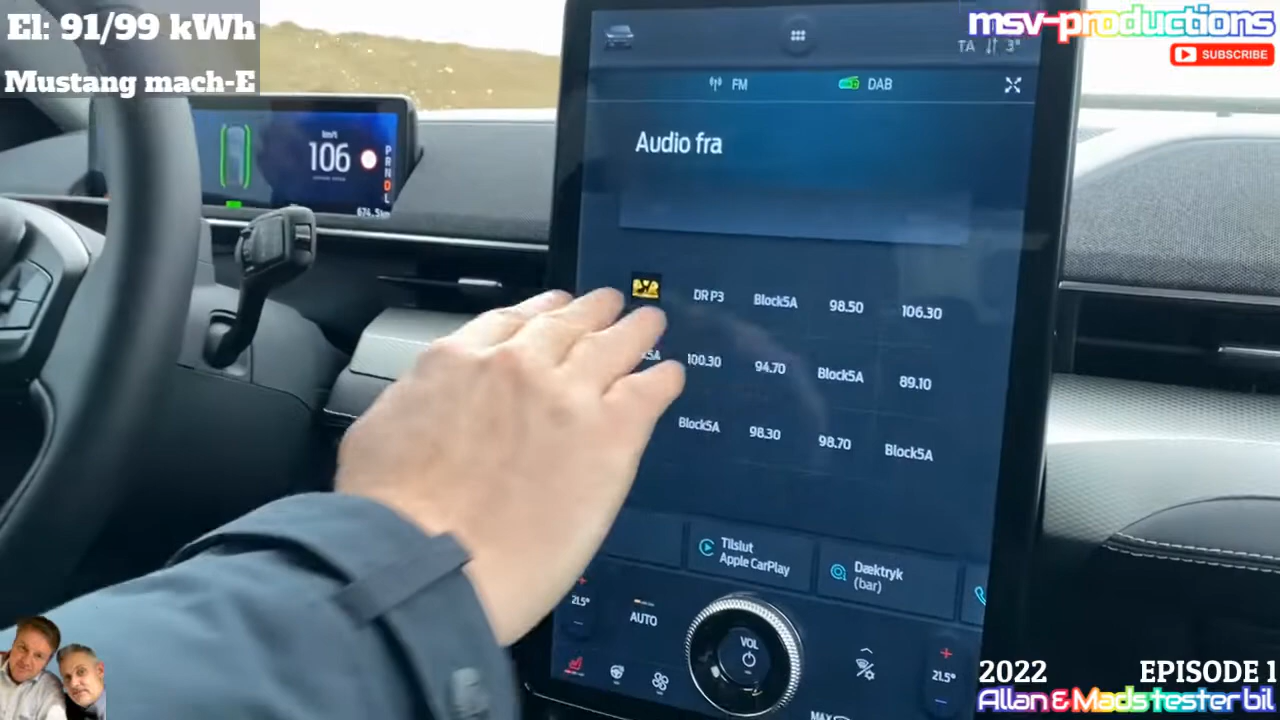 El: 91/99 kWh
Mustang mach-E
msv-productions
SUBSCRIBE
TA 3°
FM
DAB
Audio fra
km/t
106
P
R
N
D
L
DR P3
Block5A
98.50
106.30
100.30
94.70
Block5A
89.10
Block5A
98.30
98.70
Block5A
Tilslut
Apple CarPlay
Dæktryk
(bar)
21.5°
AUTO
VOL
21.5°
MAX
2022
EPISODE 1
Allan & Mads tester bil